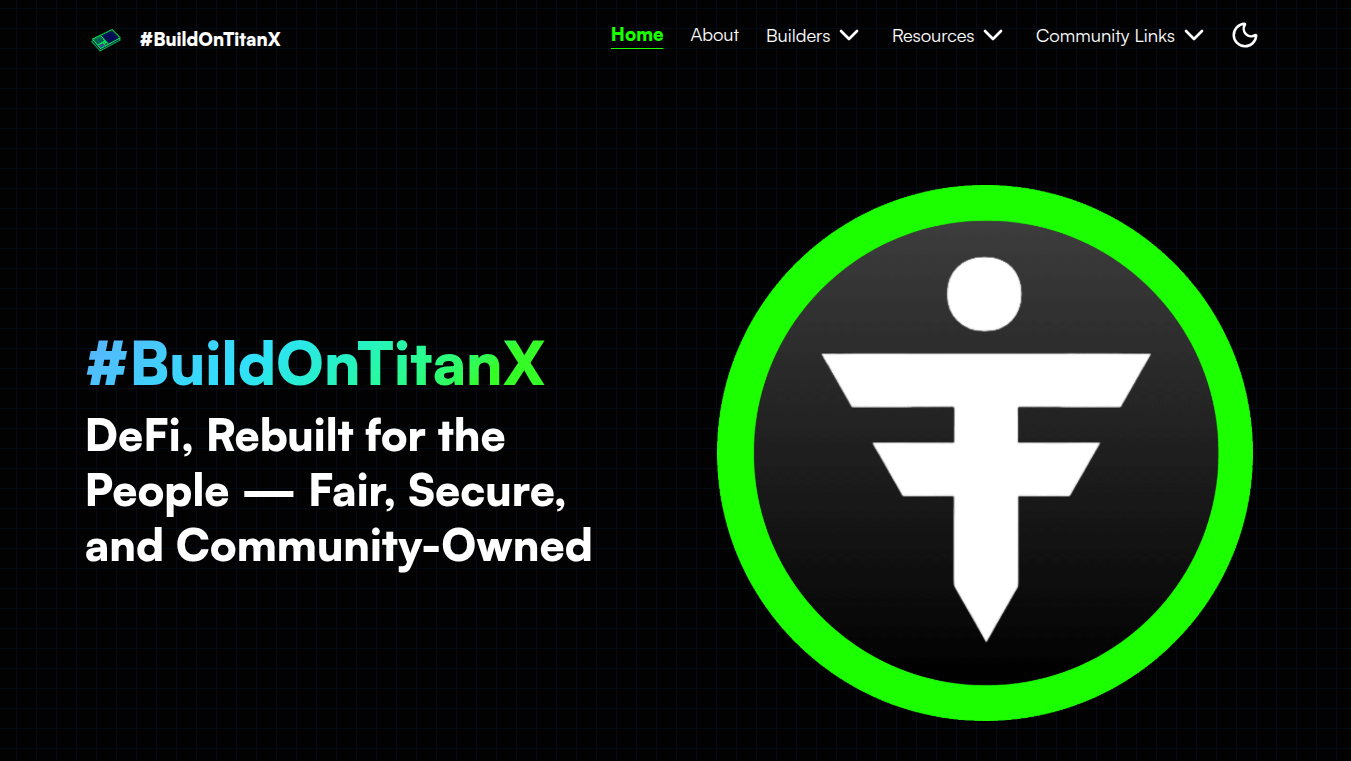 #BuildOnTitanX
Home About Builders Resources Community Links
#BuildOnTitanX
DeFi, Rebuilt for the
People — Fair, Secure,
and Community-Owned